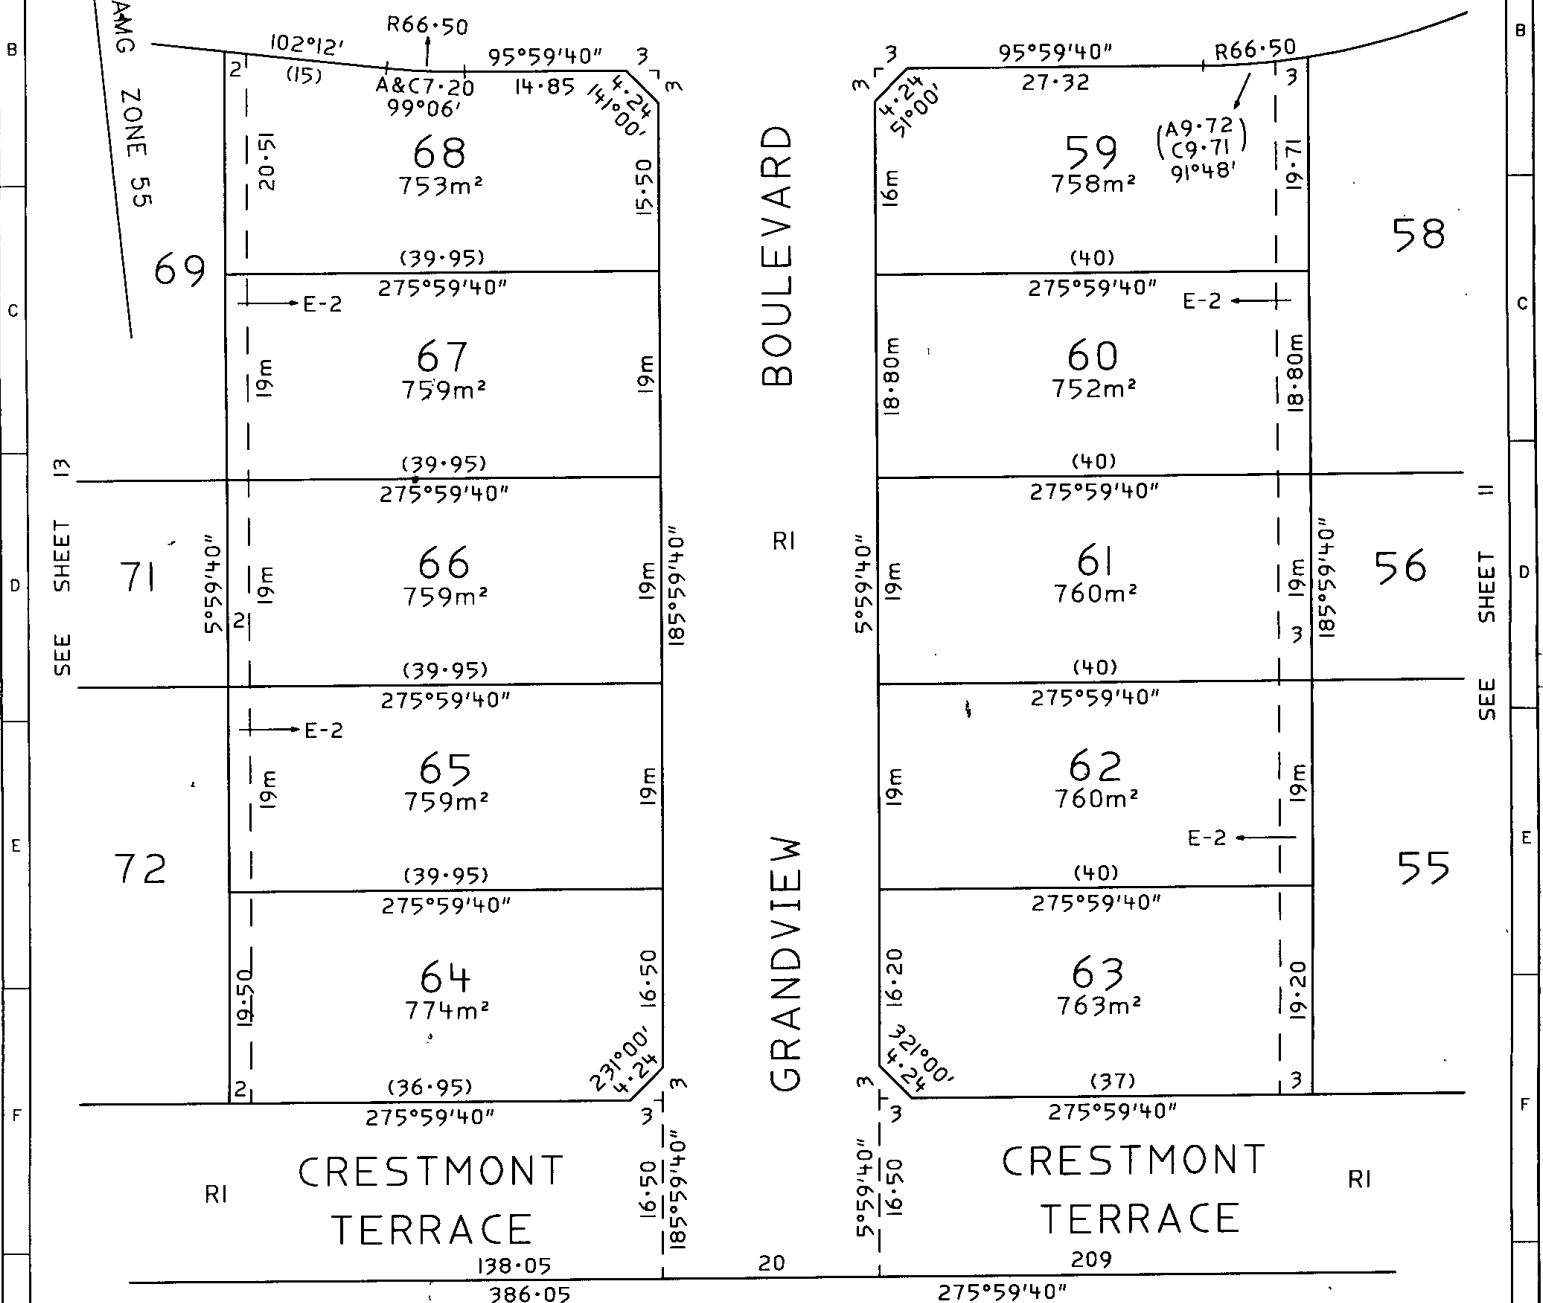 AMG ZONE 55
B
C
D
E
F
SEE SHEET 13
R66·50
102°12'
(15)
A&C7·20
99°06'
95°59'40"
14·85
3
3
4·24
141°00'
2
20·51
68
753m²
15·50
69
(39·95)
275°59'40"
E-2
67
759m²
19m
19m
(39·95)
275°59'40"
71
5°59'40"
2
19m
66
759m²
19m
185°59'40"
(39·95)
275°59'40"
E-2
72
19m
65
759m²
19m
(39·95)
275°59'40"
19·50
64
774m²
16·50
231°00'
4·24
2
(36·95)
275°59'40"
3
3
CRESTMONT
TERRACE
R1
16·50
185°59'40"
138·05
386·05
GRANDVIEW BOULEVARD
R1
20
3
3
4·24
51°00'
95°59'40"
27·32
R66·50
3
(A9·72
C9·71)
91°48'
16m
59
758m²
19·71
58
(40)
275°59'40"
E-2
18·80m
60
752m²
18·80m
(40)
275°59'40"
5°59'40"
19m
61
760m²
19m
3
185°59'40"
56
(40)
275°59'40"
19m
62
760m²
19m
E-2
55
(40)
275°59'40"
16·20
63
763m²
19·20
321°00'
4·24
3
3
(37)
275°59'40"
3
CRESTMONT
TERRACE
R1
5°59'40"
16·50
209
275°59'40"
SEE SHEET 11
B
C
D
E
F